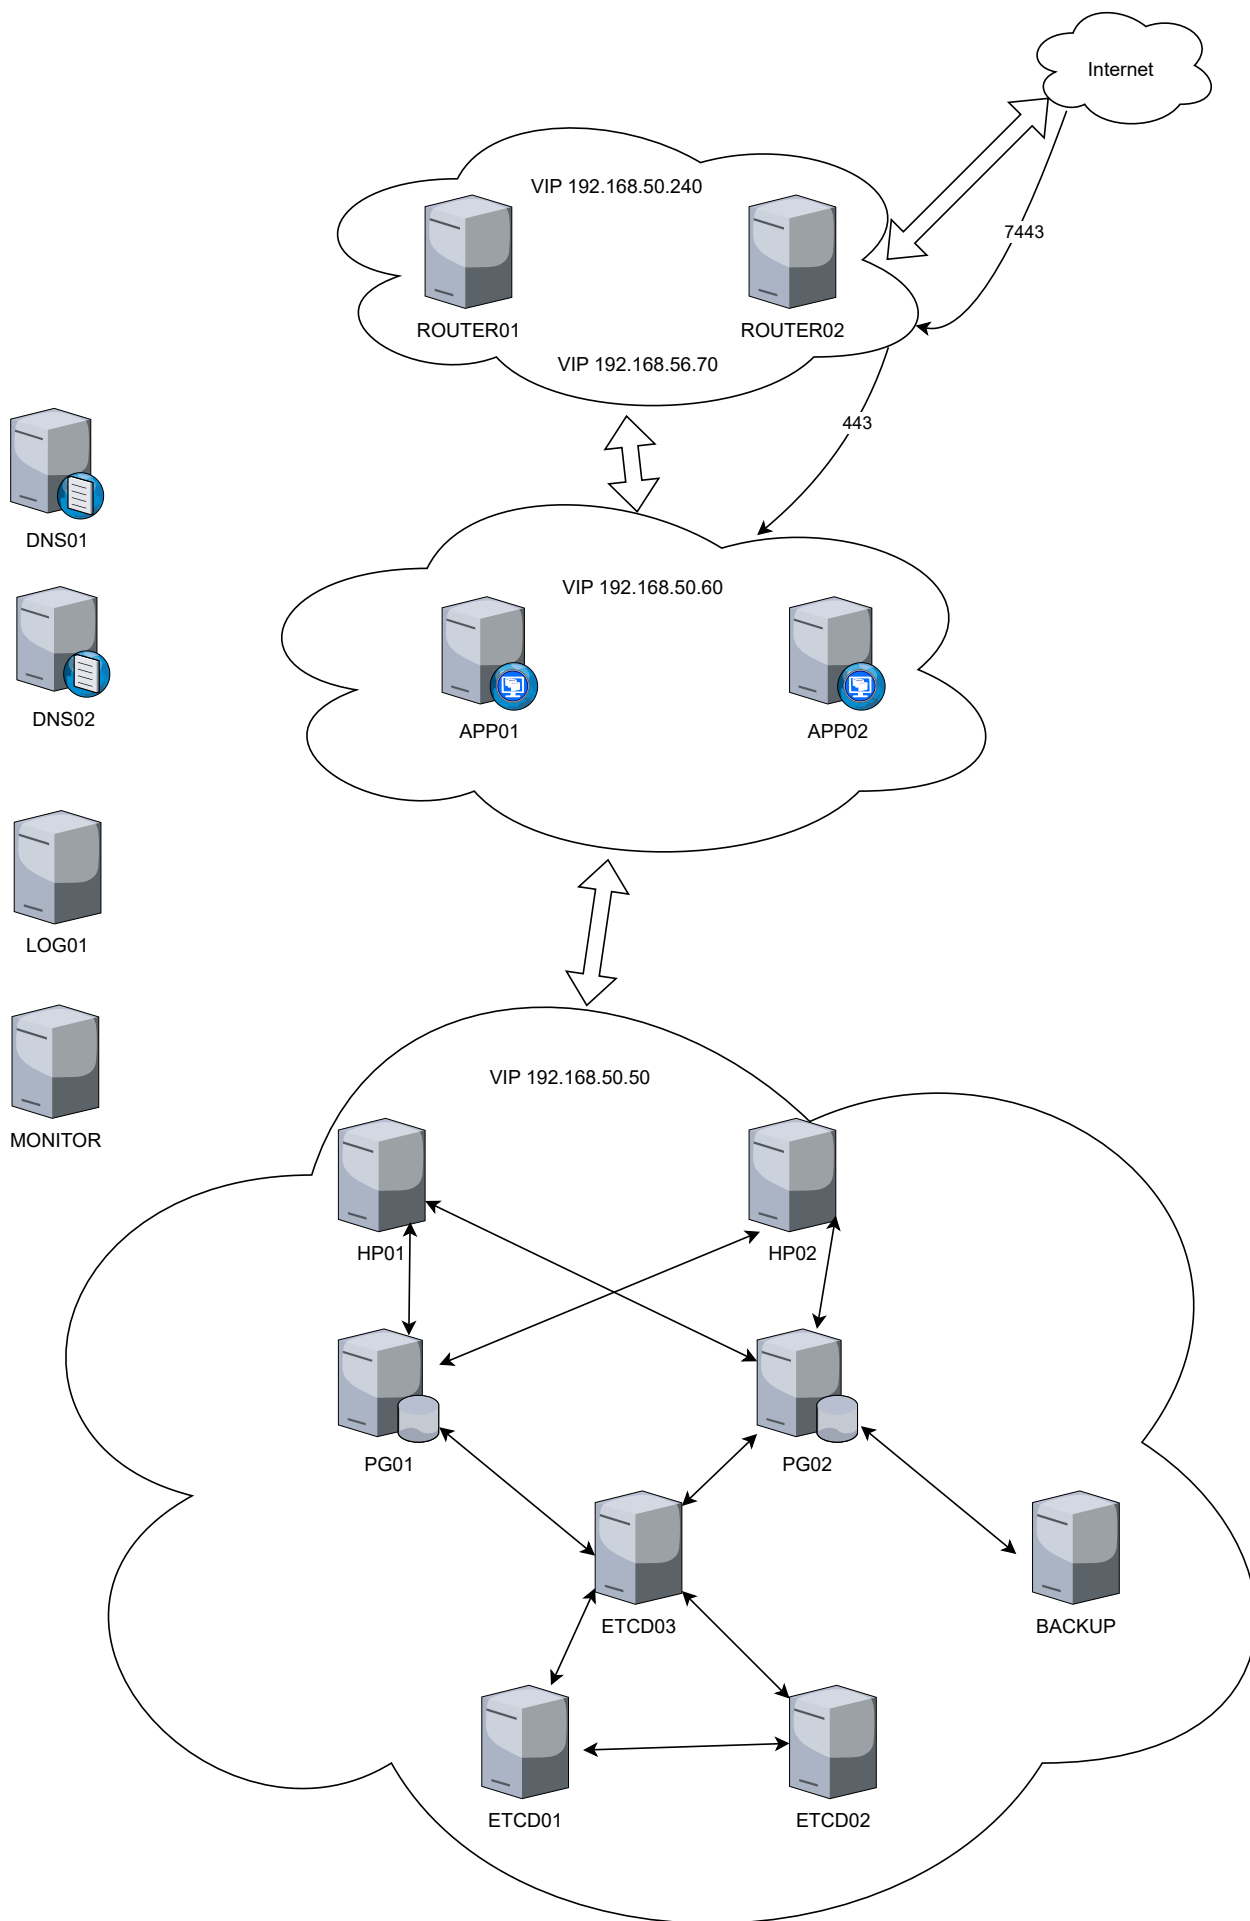 Internet
VIP 192.168.50.240
7443
ROUTER01
ROUTER02
VIP 192.168.56.70
443
DNS01
VIP 192.168.50.60
DNS02
APP01
APP02
LOG01
VIP 192.168.50.50
MONITOR
HP01
HP02
PG01
PG02
ETCD03
BACKUP
ETCD01
ETCD02